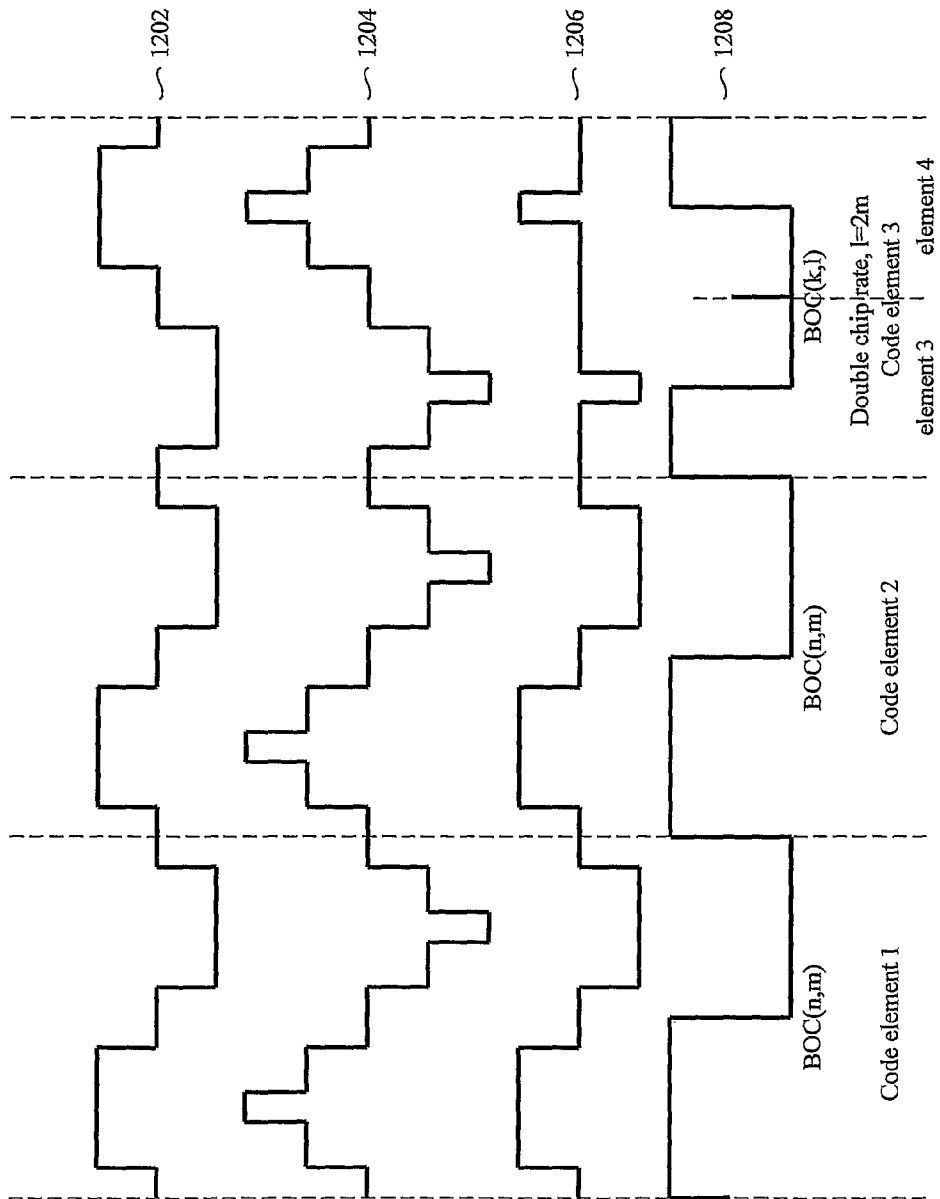 1202
1204
1206
1208
BOC(n,m)
BOC(n,m)
BOC(k,l)
Double chip rate, l=2m
Code element 1
Code element 2
Code element 3
element 3
element 4